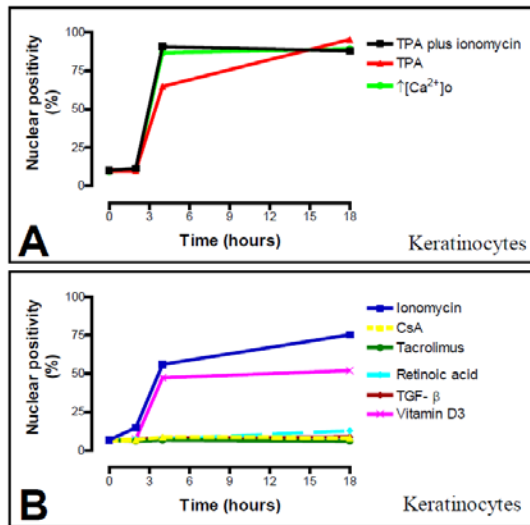 100
75
50
25
0
Nuclear positivity
(%)
0 3 6 9 12 15 18
Time (hours)
TPA plus ionomycin
TPA
↑[Ca²⁺]o
A
Keratinocytes
100
75
50
25
0
Nuclear positivity
(%)
0 3 6 9 12 15 18
Time (hours)
Ionomycin
CsA
Tacrolimus
Retinoic acid
TGF- β
Vitamin D3
B
Keratinocytes